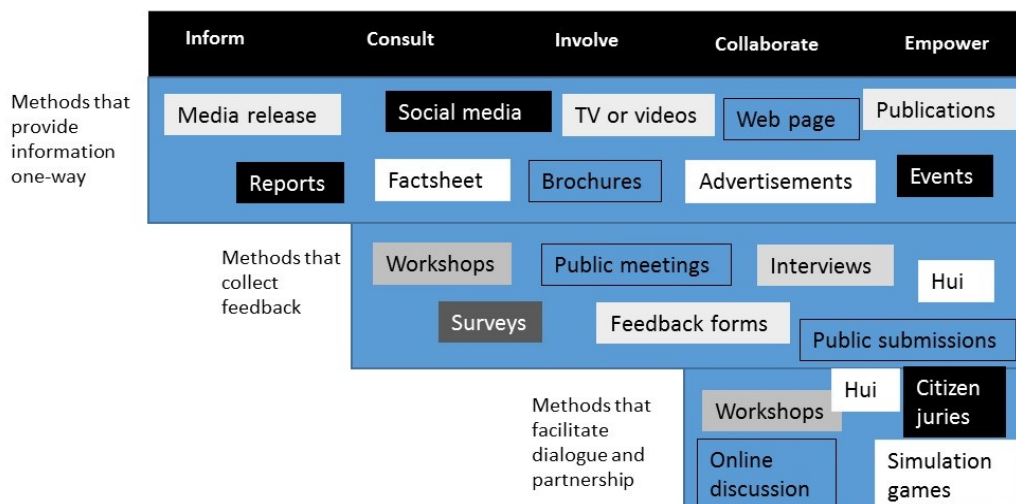 Inform Consult Involve Collaborate Empower
Methods that
provide
information
one-way
Media release Social media TV or videos Web page Publications
Reports Factsheet Brochures Advertisements Events
Methods that
collect
feedback
Workshops Public meetings Interviews Hui
Surveys Feedback forms Public submissions
Methods that
facilitate
dialogue and
partnership
Workshops Hui Citizen
juries
Online
discussion
Simulation
games